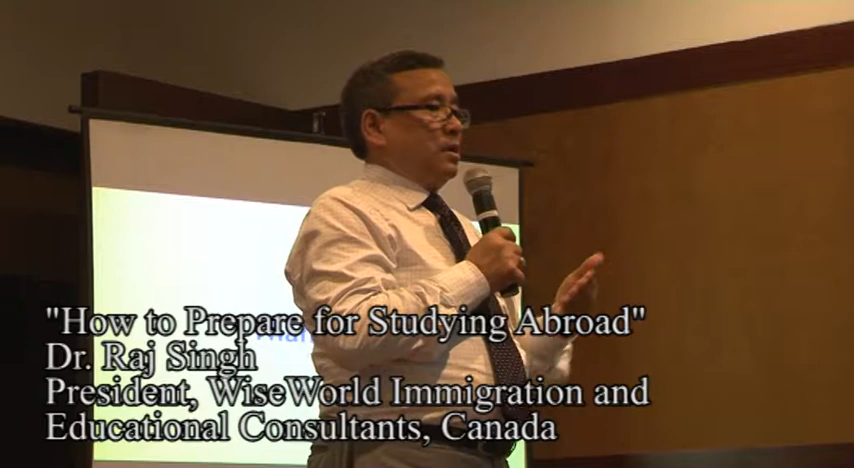 "How to Prepare for Studying Abroad"
Dr. Raj Singh
President, WiseWorld Immigration and
Educational Consultants, Canada